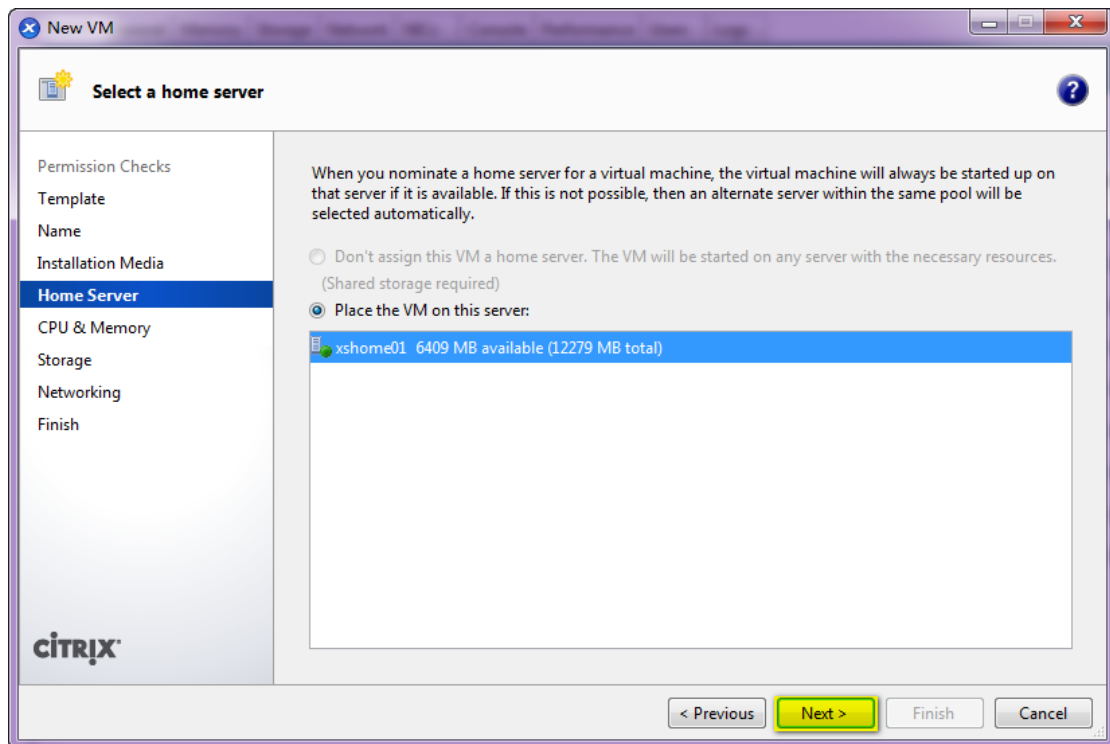 New VM
Select a home server
?
Permission Checks
Template
Name
Installation Media
Home Server
CPU & Memory
Storage
Networking
Finish
When you nominate a home server for a virtual machine, the virtual machine will always be started up on
that server if it is available. If this is not possible, then an alternate server within the same pool will be
selected automatically.
Don't assign this VM a home server. The VM will be started on any server with the necessary resources.
(Shared storage required)
Place the VM on this server:
xshome01 6409 MB available (12279 MB total)
CİTRIX
< Previous
Next >
Finish
Cancel